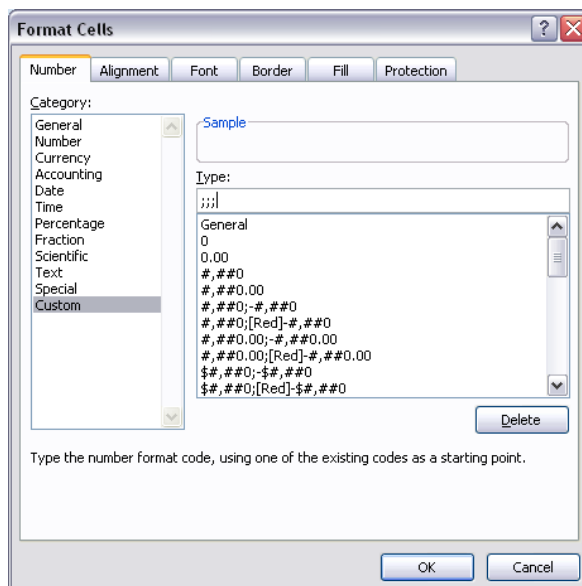 Format Cells
Number Alignment Font Border Fill Protection
Category:
General
Number
Currency
Accounting
Date
Time
Percentage
Fraction
Scientific
Text
Special
Custom
Sample
Type:
;;;
General
0
0.00
#,##0
#,##0.00
#,##0;-#,##0
#,##0;[Red]-#,##0
#,##0.00;-#,##0.00
#,##0.00;[Red]-#,##0.00
$#,##0;-$#,##0
$#,##0;[Red]-$#,##0
Delete
Type the number format code, using one of the existing codes as a starting point.
OK Cancel